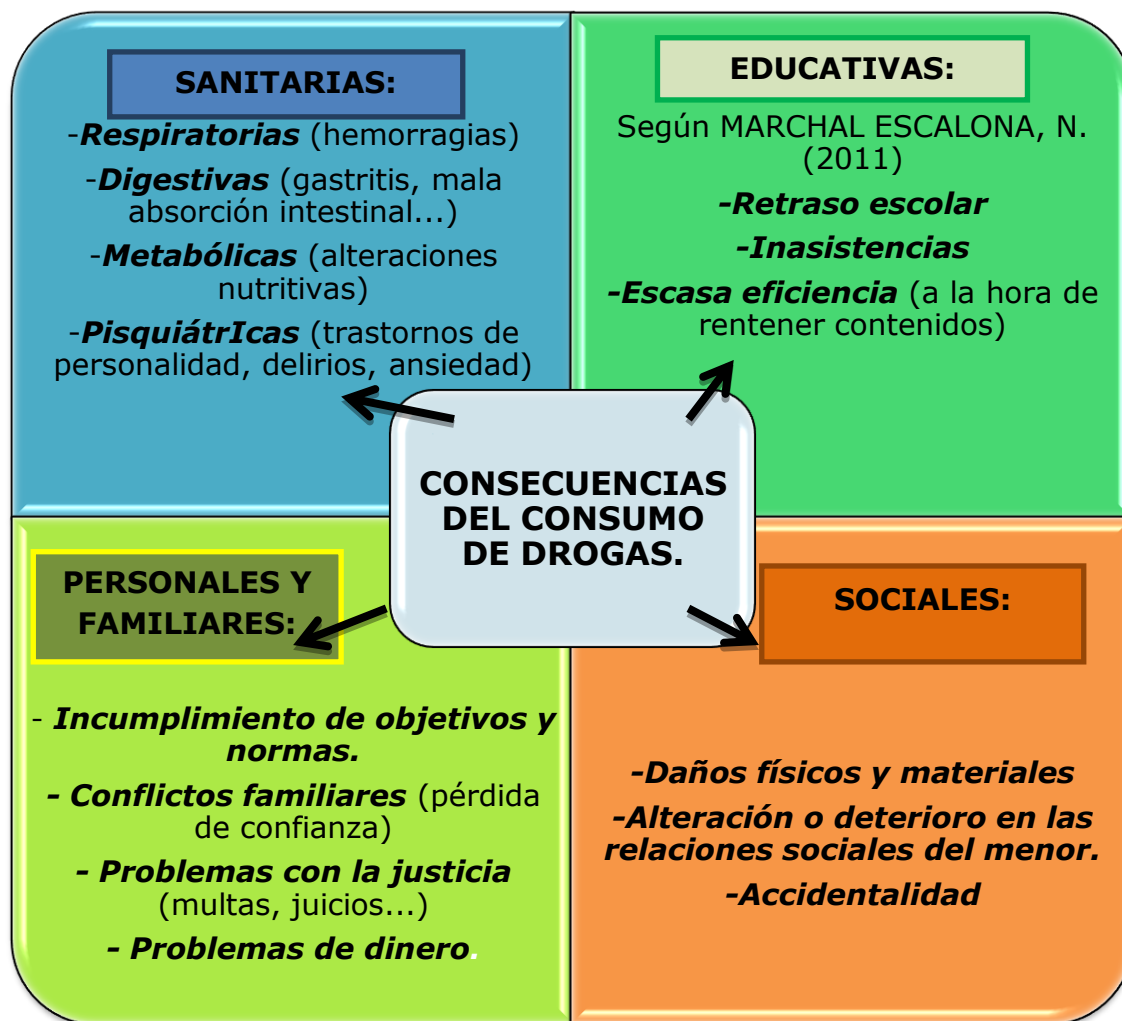 SANITARIAS:
-Respiratorias (hemorragias)
-Digestivas (gastritis, mala
absorción intestinal…)
-Metabólicas (alteraciones
nutritivas)
-PisquiátrIcas (trastornos de
personalidad, delirios, ansiedad)
EDUCATIVAS:
Según MARCHAL ESCALONA, N.
(2011)
-Retraso escolar
-Inasistencias
-Escasa eficiencia (a la hora de
rentener contenidos)
CONSECUENCIAS
DEL CONSUMO
DE DROGAS.
PERSONALES Y
FAMILIARES:
- Incumplimiento de objetivos y
normas.
- Conflictos familiares (pérdida
de confianza)
- Problemas con la justicia
(multas, juicios…)
- Problemas de dinero.
SOCIALES:
-Daños físicos y materiales
-Alteración o deterioro en las
relaciones sociales del menor.
-Accidentalidad